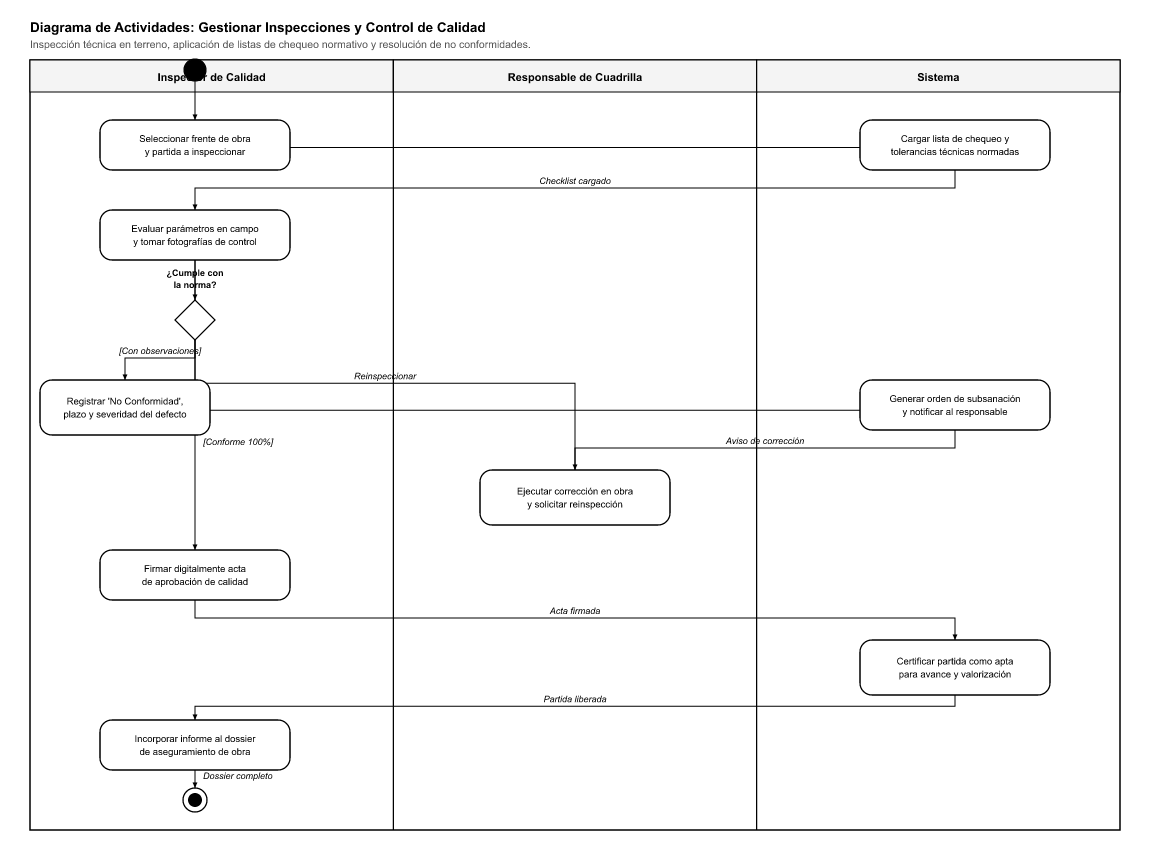 Diagrama de Actividades: Gestionar Inspecciones y Control de Calidad
Inspección técnica en terreno, aplicación de listas de chequeo normativo y resolución de no conformidades.
Inspector de Calidad
Responsable de Cuadrilla
Sistema
Seleccionar frente de obra
y partida a inspeccionar
Cargar lista de chequeo y
tolerancias técnicas normadas
Checklist cargado
Evaluar parámetros en campo
y tomar fotografías de control
¿Cumple con
la norma?
[Con observaciones]
Reinspeccionar
Registrar 'No Conformidad',
plazo y severidad del defecto
Generar orden de subsanación
y notificar al responsable
[Conforme 100%]
Aviso de corrección
Ejecutar corrección en obra
y solicitar reinspección
Firmar digitalmente acta
de aprobación de calidad
Acta firmada
Certificar partida como apta
para avance y valorización
Partida liberada
Incorporar informe al dossier
de aseguramiento de obra
Dossier completo